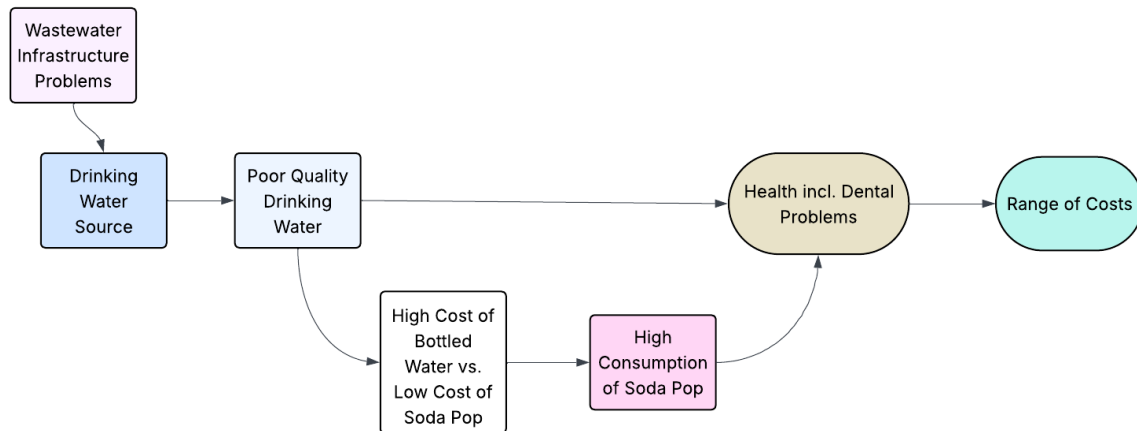 Wastewater
Infrastructure
Problems
Drinking
Water
Source
Poor Quality
Drinking
Water
Health incl. Dental
Problems
Range of Costs
High Cost of
Bottled
Water vs.
Low Cost of
Soda Pop
High
Consumption
of Soda Pop